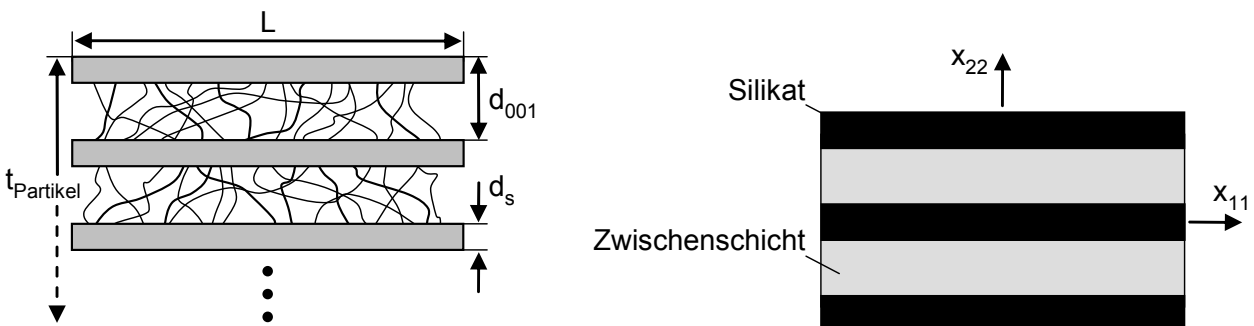 L
d001
tPartikel
ds
x22
Silikat
x11
Zwischenschicht